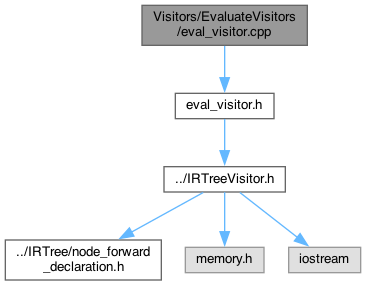 Visitors/EvaluateVisitors
/eval_visitor.cpp
eval_visitor.h
../IRTreeVisitor.h
../IRTree/node_forward
_declaration.h
memory.h
iostream